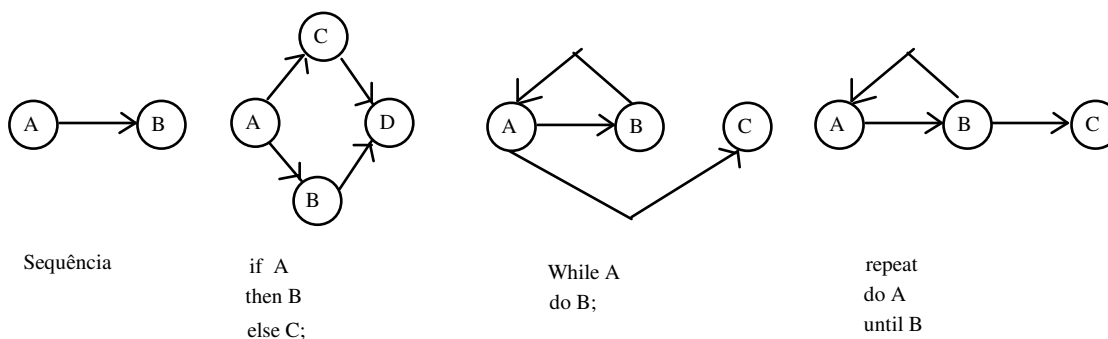 A
B
A
C
B
D
A
B
C
A
B
C
Sequência
if A
then B
else C;
While A
do B;
repeat
do A
until B